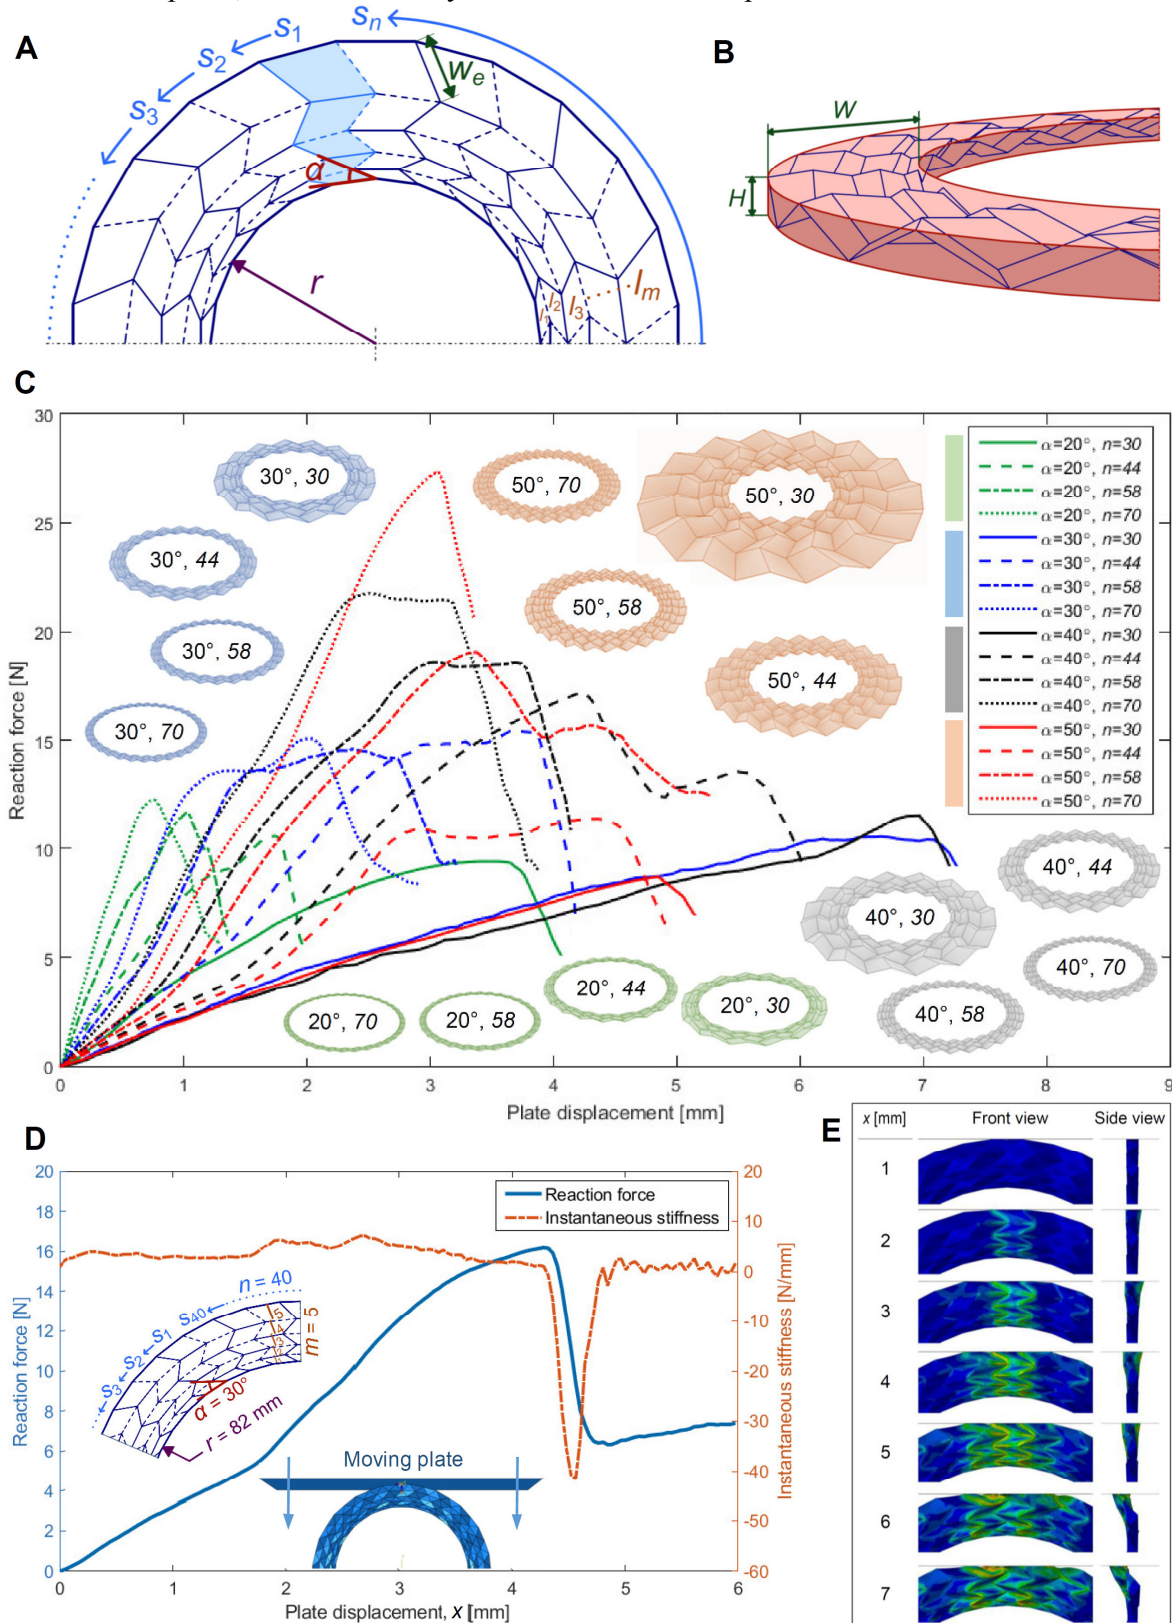 A
s1
s2
s3
sn
we
α
r
l1
l2
l3
lm
B
W
H
C
30
25
20
15
10
5
0
Reaction force [N]
0 1 2 3 4 5 6 7 8 9
Plate displacement [mm]
30°, 30
30°, 44
30°, 58
30°, 70
50°, 70
50°, 30
50°, 58
50°, 44
20°, 70
20°, 58
20°, 44
20°, 30
40°, 30
40°, 44
40°, 70
40°, 58
α=20°, n=30
α=20°, n=44
α=20°, n=58
α=20°, n=70
α=30°, n=30
α=30°, n=44
α=30°, n=58
α=30°, n=70
α=40°, n=30
α=40°, n=44
α=40°, n=58
α=40°, n=70
α=50°, n=30
α=50°, n=44
α=50°, n=58
α=50°, n=70
D
20
18
16
14
12
10
8
6
4
2
0
Reaction force [N]
Reaction force
Instantaneous stiffness
20
10
0
-10
-20
-30
-40
-50
-60
Instantaneous stiffness [N/mm]
n = 40
s40
s1
s2
s3
m = 5
α = 30°
r = 82 mm
Moving plate
0 1 2 3 4 5 6
Plate displacement, x [mm]
E
x [mm] Front view Side view
1
2
3
4
5
6
7